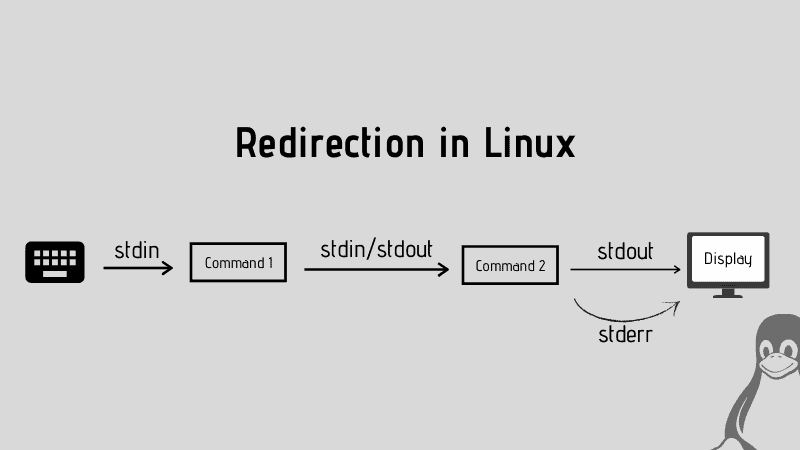 Redirection in Linux
stdin
Command 1
stdin/stdout
Command 2
stdout
Display
stderr